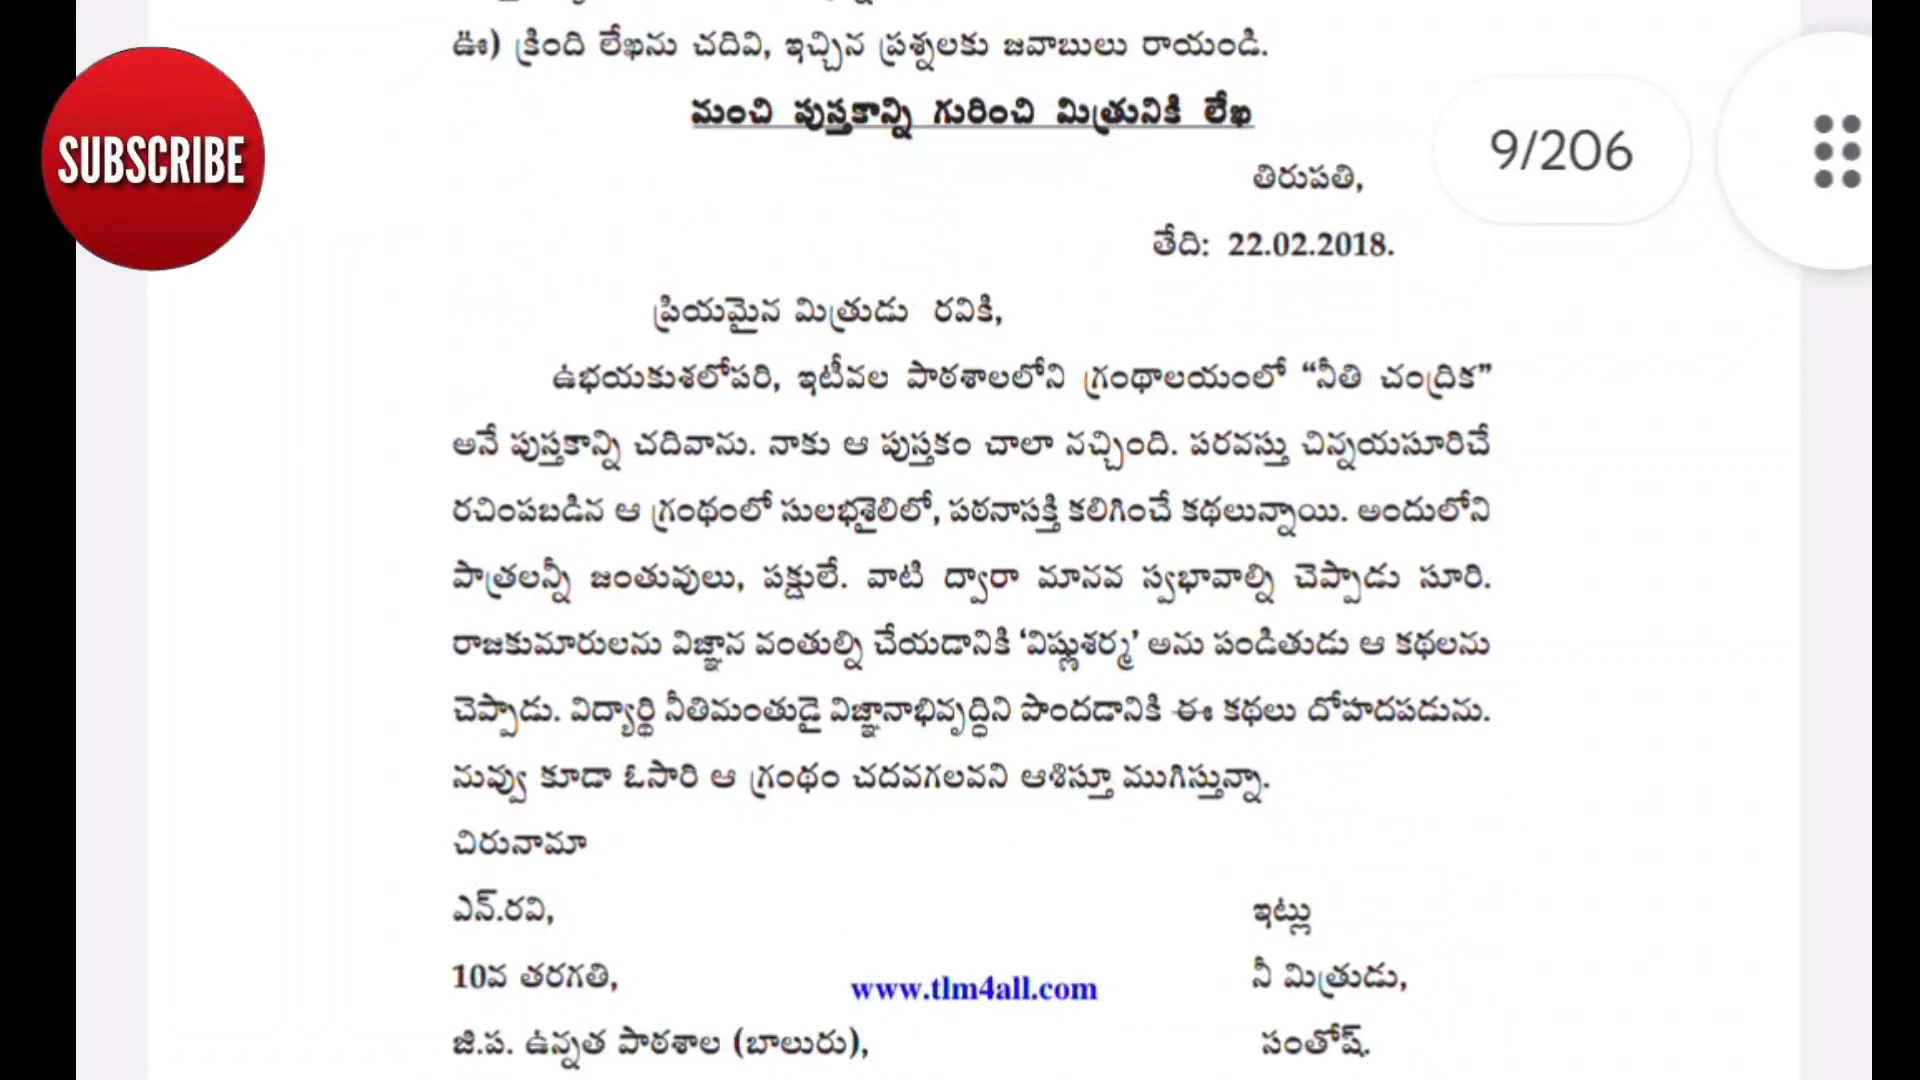 ఊ) క్రింది లేఖను చదివి, ఇచ్చిన ప్రశ్నలకు జవాబులు రాయండి.
SUBSCRIBE
మంచి పుస్తకాన్ని గురించి మిత్రునికి లేఖ
9/206
తిరుపతి,
తేది: 22.02.2018.
ప్రియమైన మిత్రుడు రవికి,
ఉభయకుశలోపరి, ఇటీవల పాఠశాలలోని గ్రంథాలయంలో “నీతి చంద్రిక”
అనే పుస్తకాన్ని చదివాను. నాకు ఆ పుస్తకం చాలా నచ్చింది. పరవస్తు చిన్నయసూరిచే
రచింపబడిన ఆ గ్రంథంలో సులభశైలిలో, పఠనాసక్తి కలిగించే కథలున్నాయి. అందులోని
పాత్రలన్నీ జంతువులు, పక్షులే. వాటి ద్వారా మానవ స్వభావాల్ని చెప్పాడు సూరి.
రాజకుమారులను విజ్ఞాన వంతుల్ని చేయడానికి ‘విష్ణుశర్మ’ అను పండితుడు ఆ కథలను
చెప్పాడు. విద్యార్థి నీతిమంతుడై విజ్ఞానాభివృద్ధిని పొందడానికి ఈ కథలు దోహదపడును.
నువ్వు కూడా ఓసారి ఆ గ్రంథం చదవగలవని ఆశిస్తూ ముగిస్తున్నా.
చిరునామా
ఎన్.రవి,
ఇట్లు
10వ తరగతి,
www.tlm4all.com
నీ మిత్రుడు,
జి.ప. ఉన్నత పాఠశాల (బాలురు),
సంతోష్.